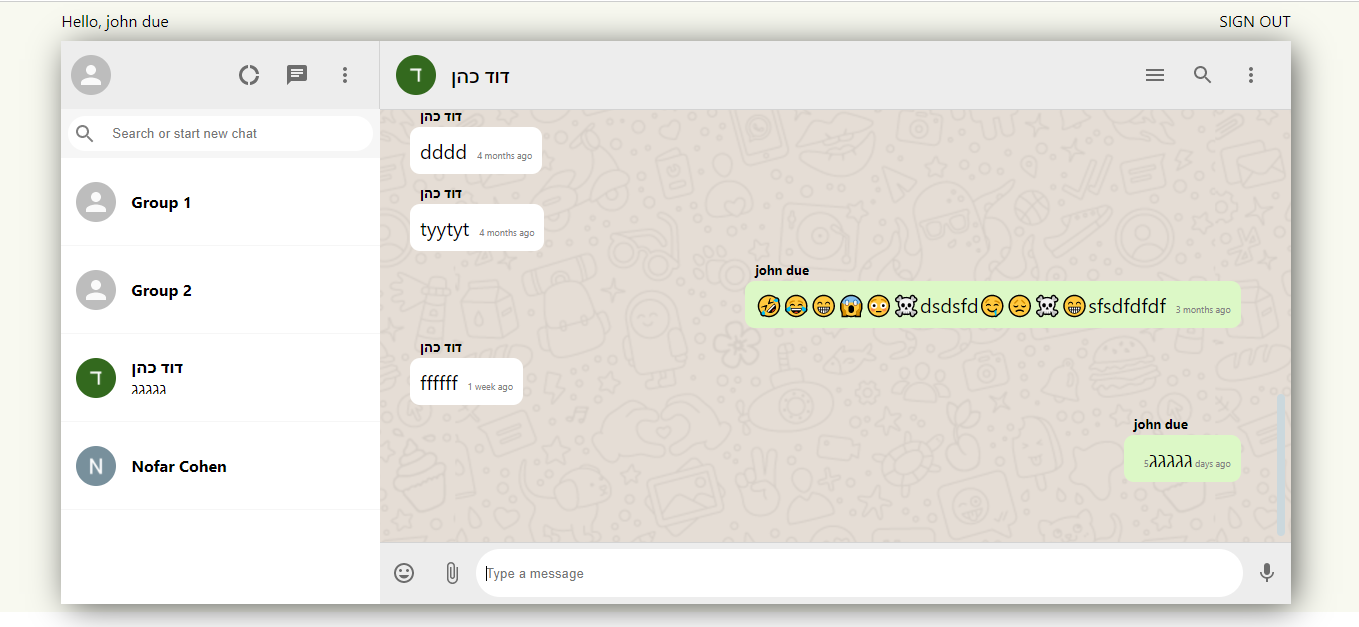 Hello, john due
SIGN OUT
ד
דוד כהן
Search or start new chat
Group 1
Group 2
ד
דוד כהן
גגגגג
N
Nofar Cohen
דוד כהן
dddd 4 months ago
דוד כהן
tyytyt 4 months ago
john due
🤣😂😁😱😳☠dsdsfd😋😔☠😁sfsdfdfdf 3 months ago
דוד כהן
ffffff 1 week ago
john due
5גגגגג days ago
Type a message